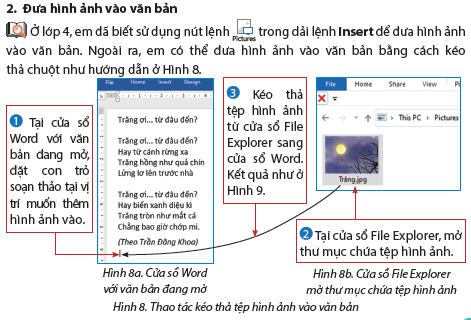 2. Đưa hình ảnh vào văn bản
Ở lớp 4, em đã biết sử dụng nút lệnh Pictures trong dải lệnh Insert để đưa hình ảnh
vào văn bản. Ngoài ra, em có thể đưa hình ảnh vào văn bản bằng cách kéo
thả chuột như hướng dẫn ở Hình 8.
1 Tại cửa sổ
Word với văn
bản đang mở,
đặt con trỏ
soạn thảo tại vị
trí muốn thêm
hình ảnh vào.
File Home Insert Design
Trăng ơi... từ đâu đến?
Trăng ơi... từ đâu đến?
Hay từ cánh rừng xa
Trăng hồng như quả chín
Lửng lơ lên trước nhà
Trăng ơi... từ đâu đến?
Hay biển xanh diệu kì
Trăng tròn như mắt cá
Chẳng bao giờ chớp mi.
(Theo Trần Đăng Khoa)
3 Kéo thả
tệp hình ảnh
từ cửa sổ File
Explorer sang
cửa sổ Word.
Kết quả như ở
Hình 9.
File Home
This PC Pictures
Trăng.jpg
2 Tại cửa sổ File Explorer, mở
thư mục chứa tệp hình ảnh.
Hình 8a. Cửa sổ Word
với văn bản đang mở
Hình 8b. Cửa sổ File Explorer
mở thư mục chứa tệp hình ảnh
Hình 8. Thao tác kéo thả tệp hình ảnh vào văn bản